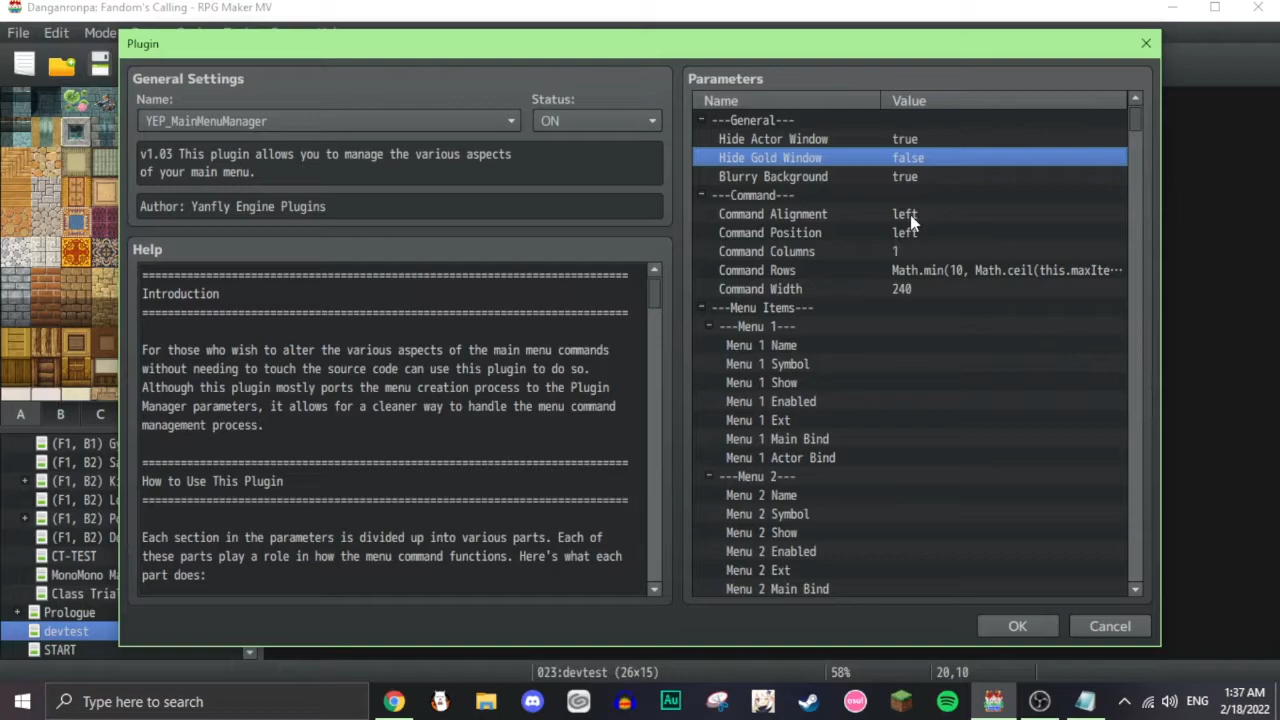 Danganronpa: Fandom's Calling - RPG Maker MV
File Edit Mode
Plugin
General Settings
Name:
Status:
YEP_MainMenuManager
ON
v1.03 This plugin allows you to manage the various aspects
of your main menu.
Author: Yanfly Engine Plugins
Help
================================================================
Introduction
================================================================
For those who wish to alter the various aspects of the main menu commands
without needing to touch the source code can use this plugin to do so.
Although this plugin mostly ports the menu creation process to the Plugin
Manager parameters, it allows for a cleaner way to handle the menu command
management process.
================================================================
How to Use This Plugin
================================================================
Each section in the parameters is divided up into various parts. Each of
these parts play a role in how the menu command functions. Here's what each
part does:
Parameters
Name Value
---General---
Hide Actor Window true
Hide Gold Window false
Blurry Background true
---Command---
Command Alignment left
Command Position left
Command Columns 1
Command Rows Math.min(10, Math.ceil(this.maxIte…
Command Width 240
---Menu Items---
---Menu 1---
Menu 1 Name
Menu 1 Symbol
Menu 1 Show
Menu 1 Enabled
Menu 1 Ext
Menu 1 Main Bind
Menu 1 Actor Bind
---Menu 2---
Menu 2 Name
Menu 2 Symbol
Menu 2 Show
Menu 2 Enabled
Menu 2 Ext
Menu 2 Main Bind
OK
Cancel
A B C
(F1, B1)
(F1, B2)
(F1, B2)
(F1, B2)
(F1, B2)
(F1, B2)
CT-TEST
MonoMono
Class Tria
Prologue
devtest
START
023:devtest (26x15)
58%
20,10
Type here to search
Au
osu!
ENG
1:37 AM
2/18/2022